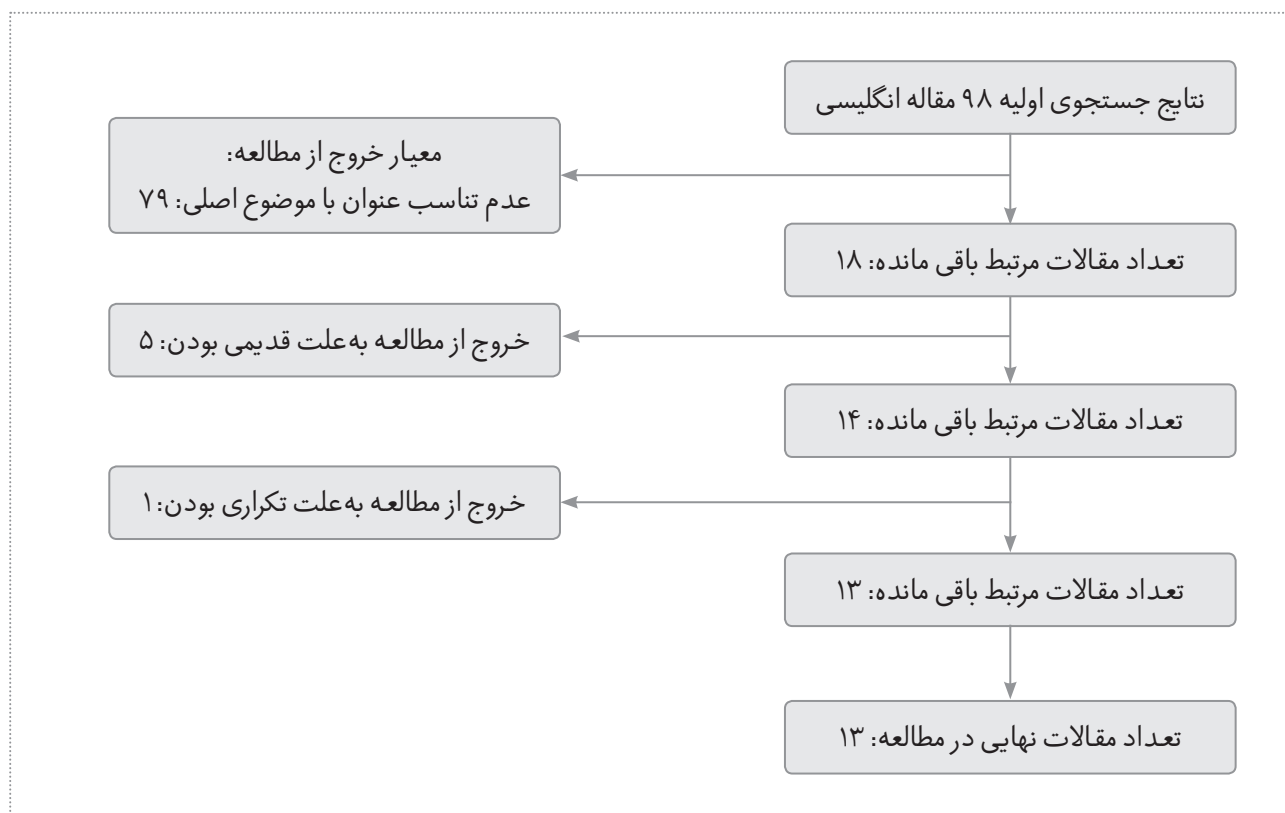 نتایج جستجوی اولیه ۹۸ مقاله انگلیسی
معیار خروج از مطالعه:
عدم تناسب عنوان با موضوع اصلی: ۷۹
تعداد مقالات مرتبط باقی مانده: ۱۸
خروج از مطالعه به‌علت قدیمی بودن: ۵
تعداد مقالات مرتبط باقی مانده: ۱۴
خروج از مطالعه به‌علت تکراری بودن: ۱
تعداد مقالات مرتبط باقی مانده: ۱۳
تعداد مقالات نهایی در مطالعه: ۱۳